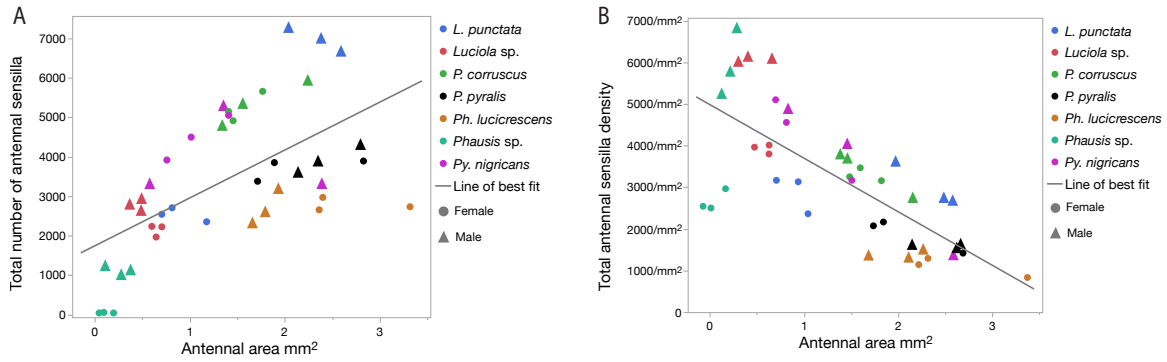 A
Total number of antennal sensilla
7000
6000
5000
4000
3000
2000
1000
0
0
1
2
3
Antennal area mm²
L. punctata
Luciola sp.
P. corruscus
P. pyralis
Ph. lucicrescens
Phausis sp.
Py. nigricans
Line of best fit
Female
Male
B
Total antennal sensilla density
7000/mm²
6000/mm²
5000/mm²
4000/mm²
3000/mm²
2000/mm²
1000/mm²
0
0
1
2
3
Antennal area mm²
L. punctata
Luciola sp.
P. corruscus
P. pyralis
Ph. lucicrescens
Phausis sp.
Py. nigricans
Line of best fit
Female
Male